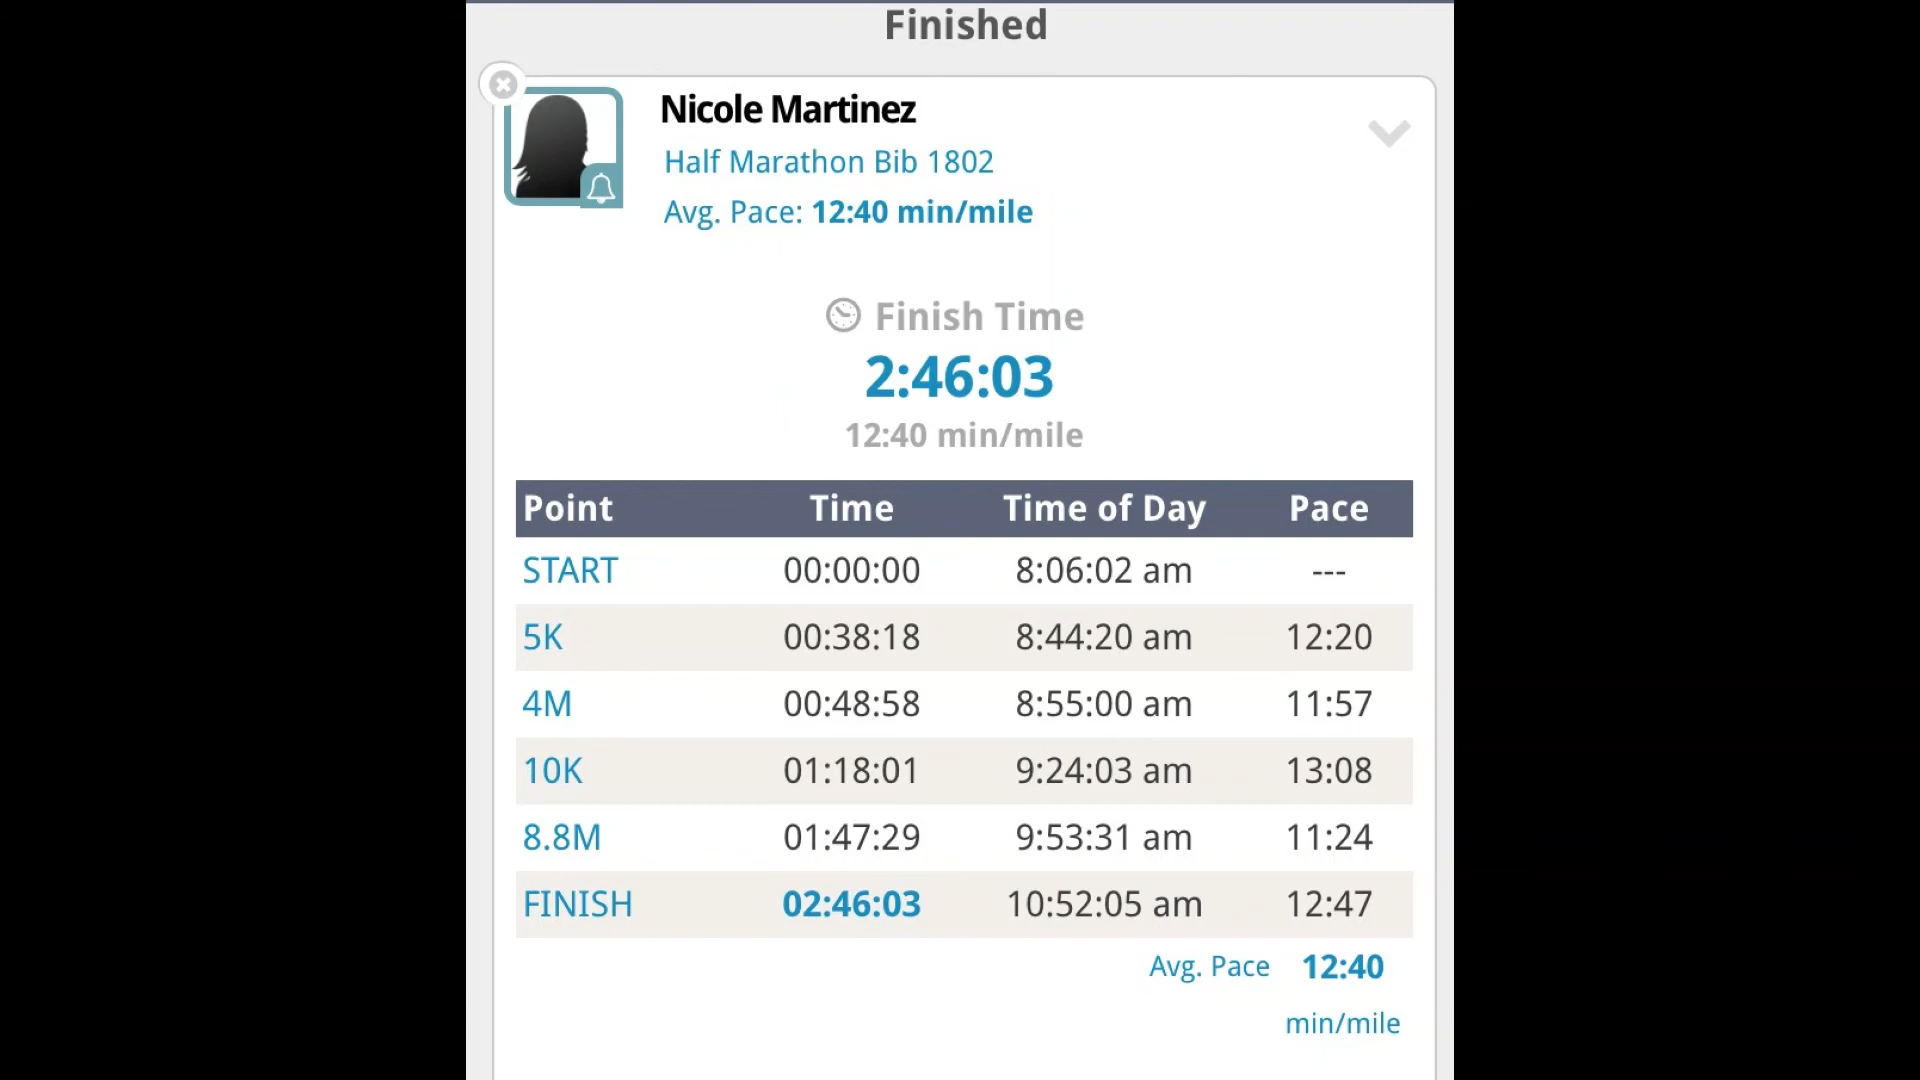 Finished
Nicole Martinez
Half Marathon Bib 1802
Avg. Pace: 12:40 min/mile
Finish Time
2:46:03
12:40 min/mile
Point Time Time of Day Pace
START 00:00:00 8:06:02 am ---
5K 00:38:18 8:44:20 am 12:20
4M 00:48:58 8:55:00 am 11:57
10K 01:18:01 9:24:03 am 13:08
8.8M 01:47:29 9:53:31 am 11:24
FINISH 02:46:03 10:52:05 am 12:47
Avg. Pace 12:40
min/mile